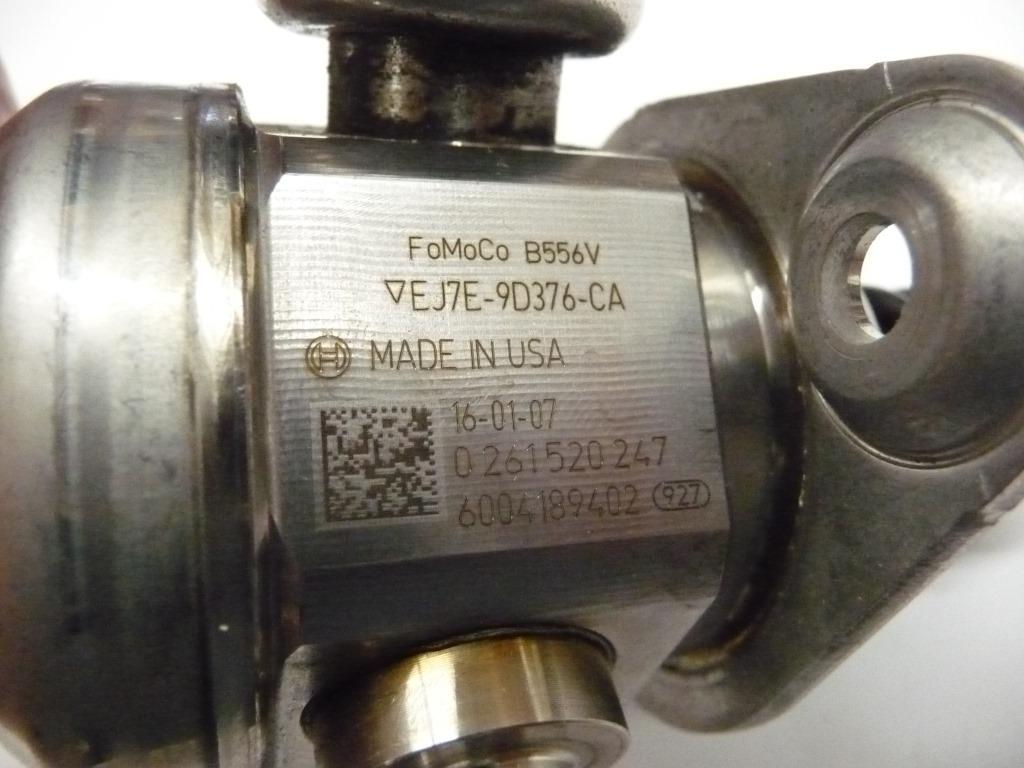 FoMoCo B556V
▽EJ7E-9D376-CA
MADE IN USA
16-01-07
0 261 520 247
6004189402 927